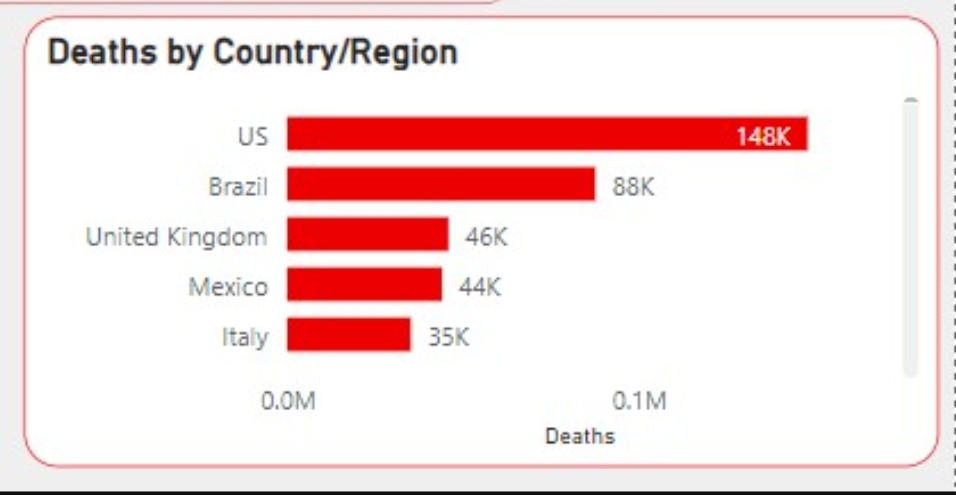 Deaths by Country/Region
US 148K
Brazil 88K
United Kingdom 46K
Mexico 44K
Italy 35K
0.0M 0.1M
Deaths